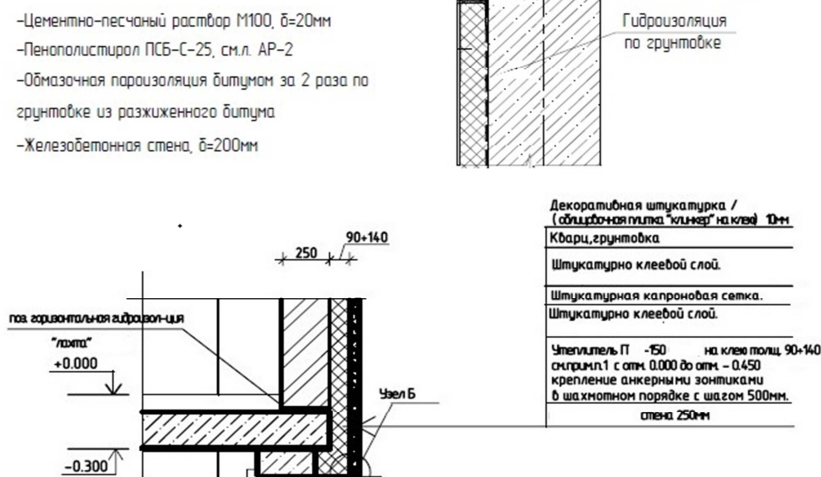 -Цементно-песчаный раствор М100, δ=20мм
-Пенополистирол ПСБ-С-25, см.л. АР-2
-Обмазочная пароизоляция битумом за 2 раза по
грунтовке из разжиженного битума
-Железобетонная стена, δ=200мм
Гидроизоляция
по грунтовке
90+140
250
поз. горизонтальная гидроизол-ция
"лахта"
+0.000
-0.300
Узел Б
Декоративная штукатурка /
( облицовочная плитка "клинкер" на клею) 10мм
Кварц,грунтовка
Штукатурно клеевой слой.
Штукатурная капроновая сетка.
Штукатурно клеевой слой.
Утеплитель П -150 на клею толщ. 90+140
см.прим.п.1 с отм. 0.000 до отм. - 0.450
крепление анкерными зонтиками
в шахмотном порядке с шагом 500мм.
стена 250мм